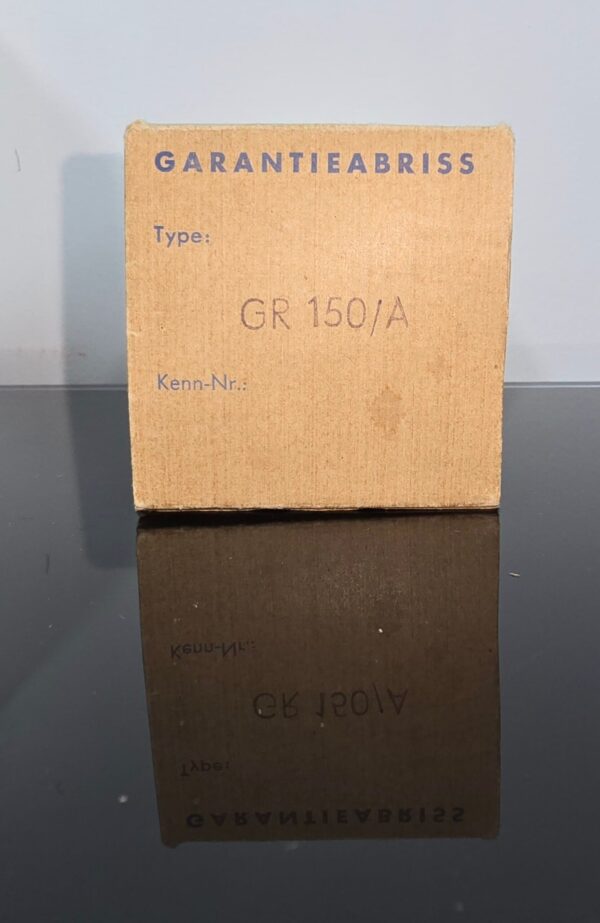 GARANTIEABRISS
Type:
GR 150/A
Kenn-Nr.: